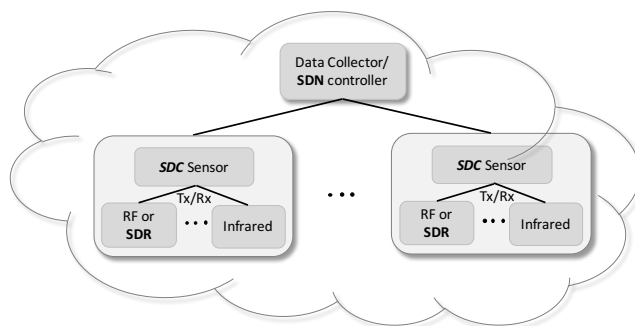 Data Collector/
SDN controller
SDC Sensor
Tx/Rx
RF or
SDR
...
Infrared
...
SDC Sensor
Tx/Rx
RF or
SDR
...
Infrared